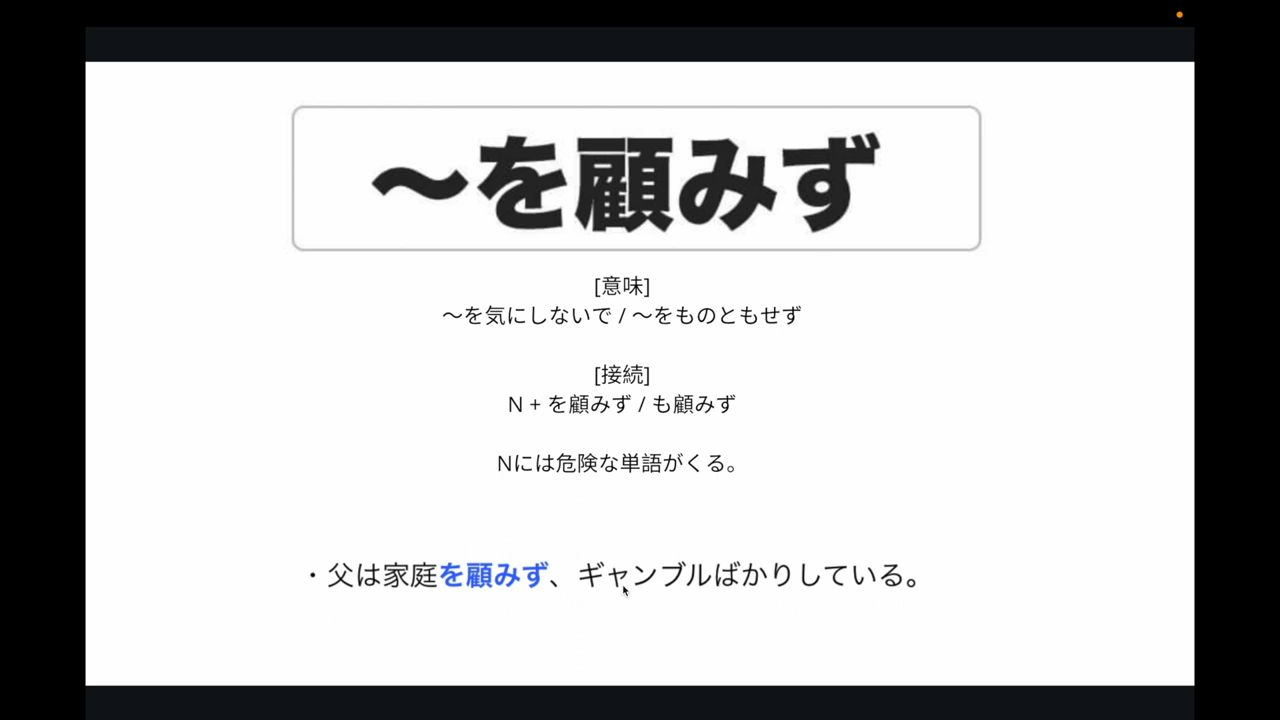 ～を顧みず
[意味]
～を気にしないで / ～をものともせず
[接続]
N + を顧みず / も顧みず
Nには危険な単語がくる。
・父は家庭を顧みず、ギャンブルばかりしている。